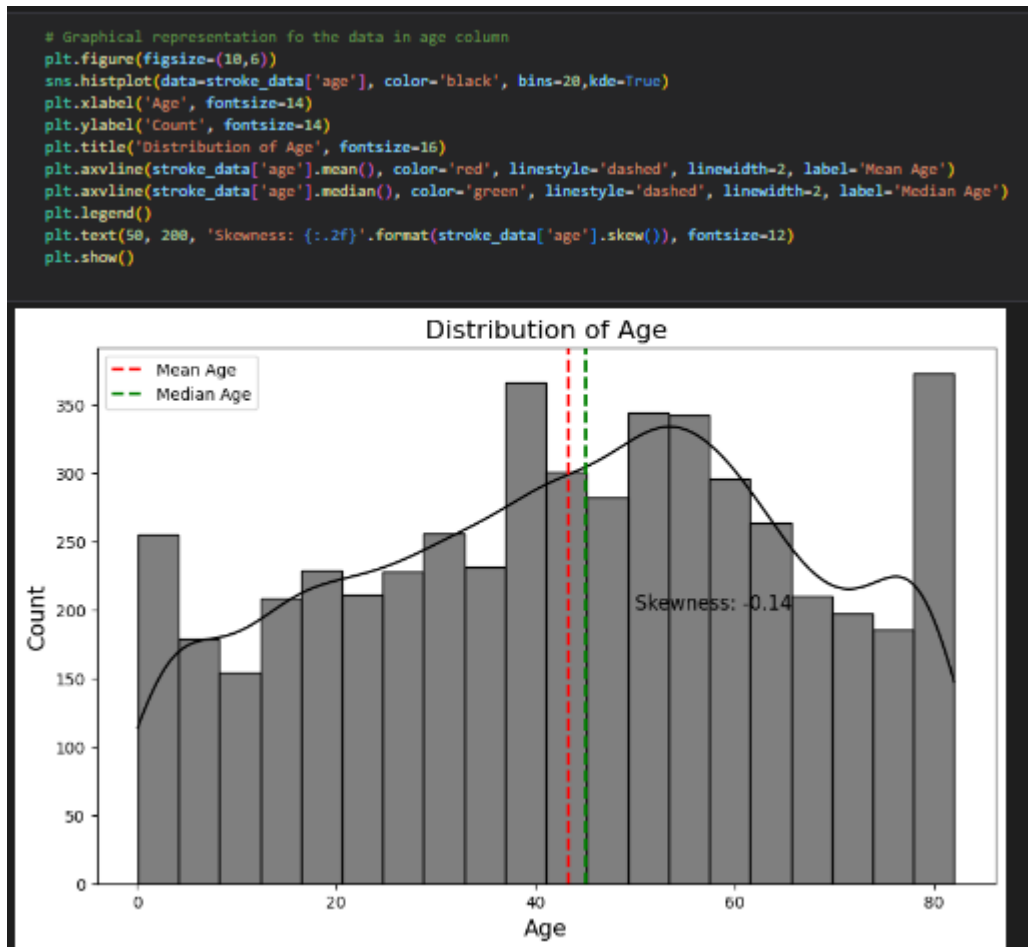 # Graphical representation fo the data in age column
plt.figure(figsize=(10,6))
sns.histplot(data=stroke_data['age'], color='black', bins=20,kde=True)
plt.xlabel('Age', fontsize=14)
plt.ylabel('Count', fontsize=14)
plt.title('Distribution of Age', fontsize=16)
plt.axvline(stroke_data['age'].mean(), color='red', linestyle='dashed', linewidth=2, label='Mean Age')
plt.axvline(stroke_data['age'].median(), color='green', linestyle='dashed', linewidth=2, label='Median Age')
plt.legend()
plt.text(50, 200, 'Skewness: {:.2f}'.format(stroke_data['age'].skew()), fontsize=12)
plt.show()
Distribution of Age
Mean Age
Median Age
350
300
250
200
150
100
50
0
Count
Skewness: -0.14
0 20 40 60 80
Age